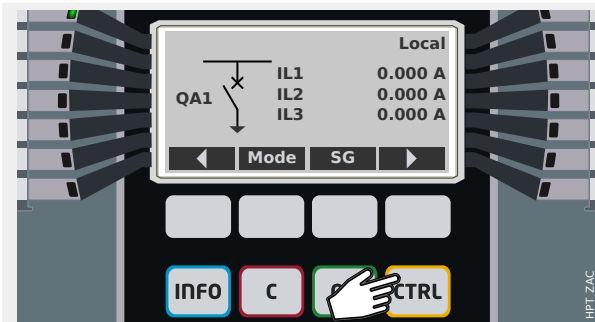 Local
IL1 0.000 A
QA1 IL2 0.000 A
IL3 0.000 A
Mode SG
INFO C CTRL
HPT ZAC